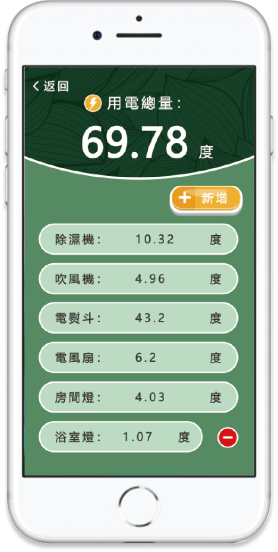 返回
用電總量：
69.78 度
新增
除濕機： 10.32 度
吹風機： 4.96 度
電熨斗： 43.2 度
電風扇： 6.2 度
房間燈： 4.03 度
浴室燈： 1.07 度